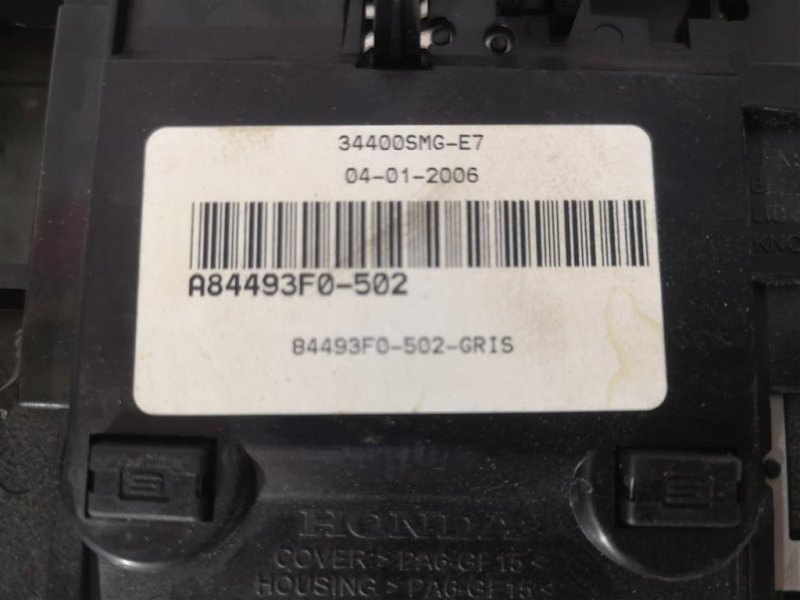 34400SMG-E7
04-01-2006
A84493F0-502
84493F0-502-GRIS
HONDA
COVER>PA6-GF15<
HOUSING>PA6-GF15<